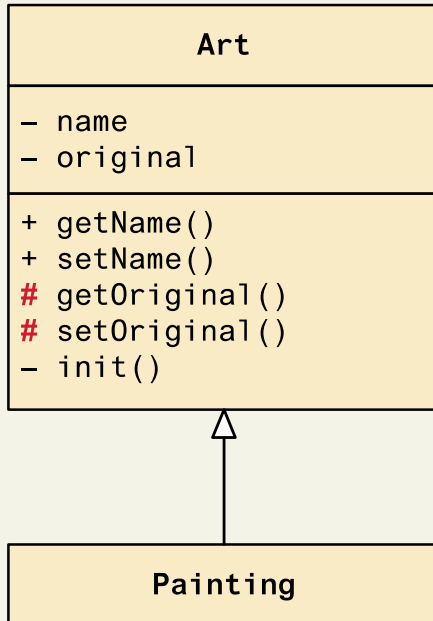 Art
– name
– original
+ getName()
+ setName()
# getOriginal()
# setOriginal()
– init()
Painting